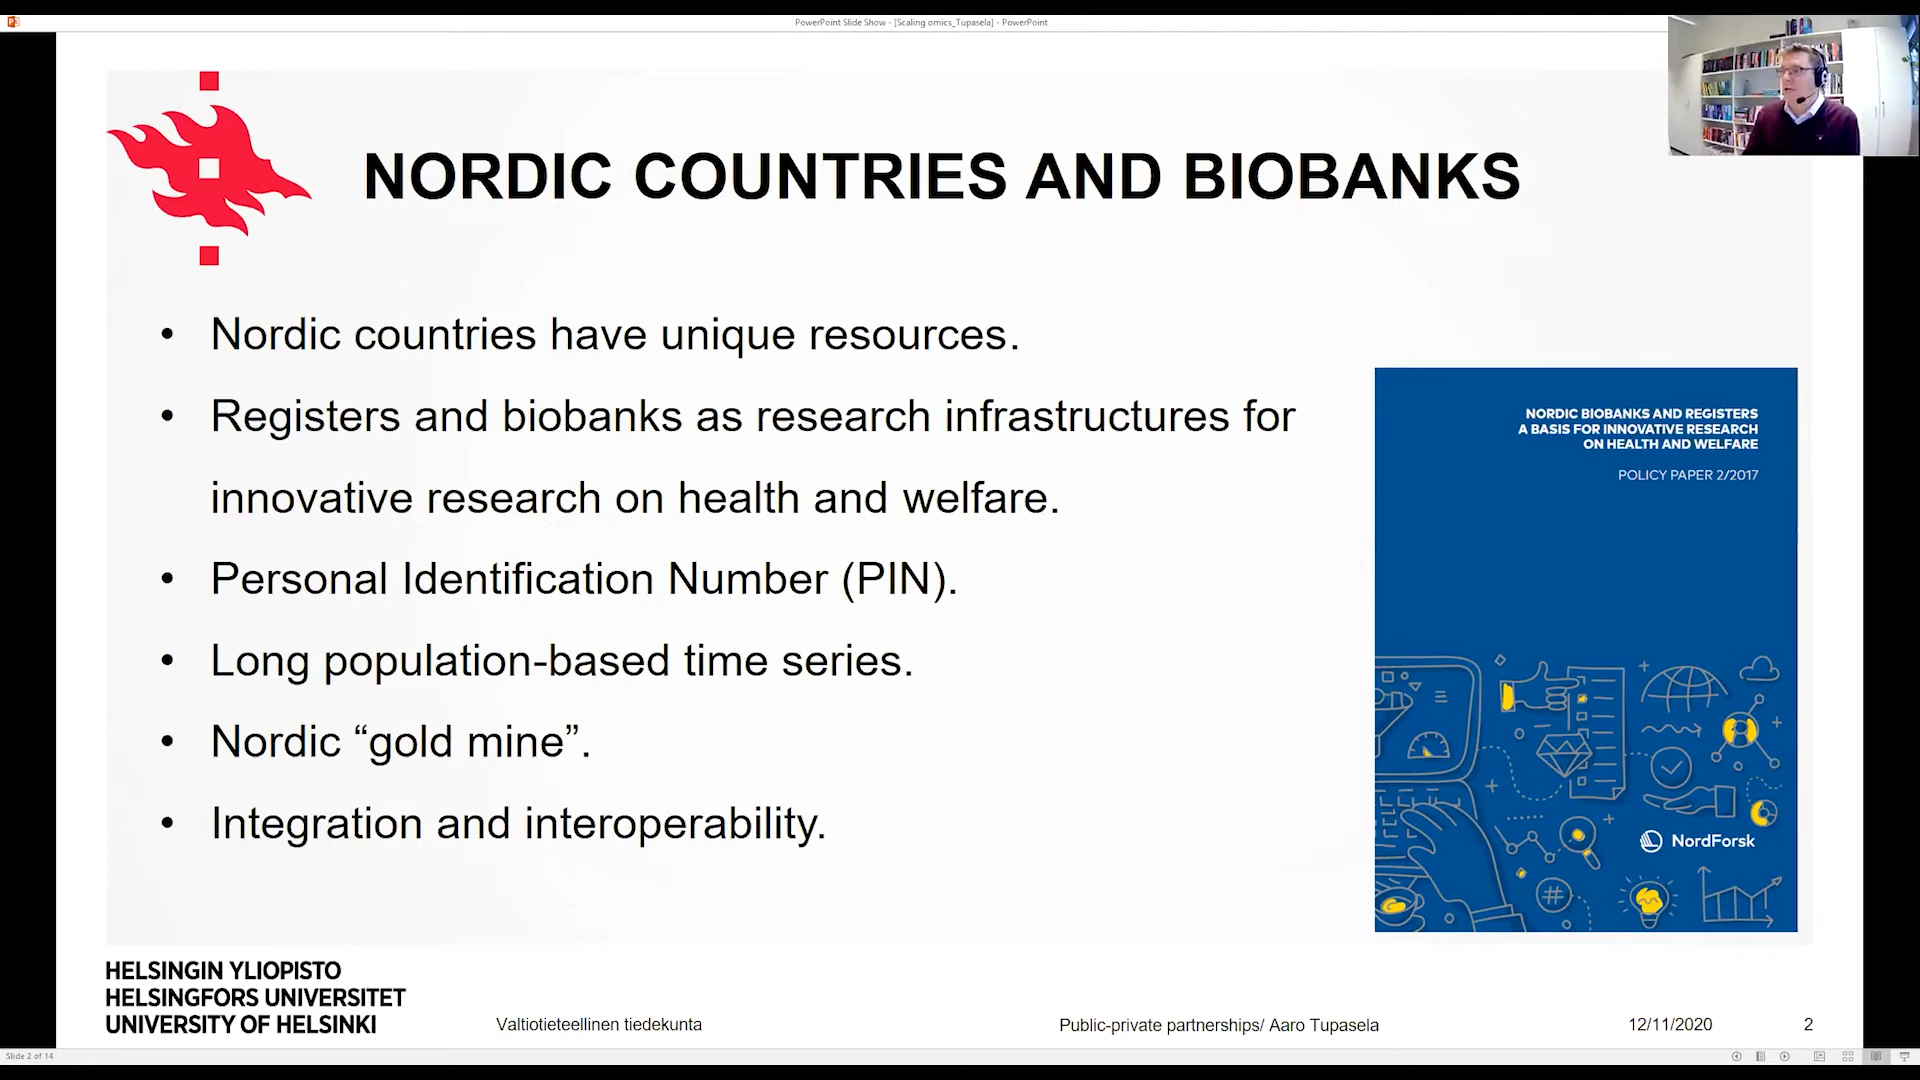 PowerPoint Slide Show - [Scaling omics_Tupasela] - PowerPoint
NORDIC COUNTRIES AND BIOBANKS
• Nordic countries have unique resources.
• Registers and biobanks as research infrastructures for
innovative research on health and welfare.
• Personal Identification Number (PIN).
• Long population-based time series.
• Nordic “gold mine”.
• Integration and interoperability.
NORDIC BIOBANKS AND REGISTERS
A BASIS FOR INNOVATIVE RESEARCH
ON HEALTH AND WELFARE
POLICY PAPER 2/2017
NordForsk
HELSINGIN YLIOPISTO
HELSINGFORS UNIVERSITET
UNIVERSITY OF HELSINKI
Valtiotieteellinen tiedekunta
Public-private partnerships/ Aaro Tupasela
12/11/2020
2
Slide 2 of 14